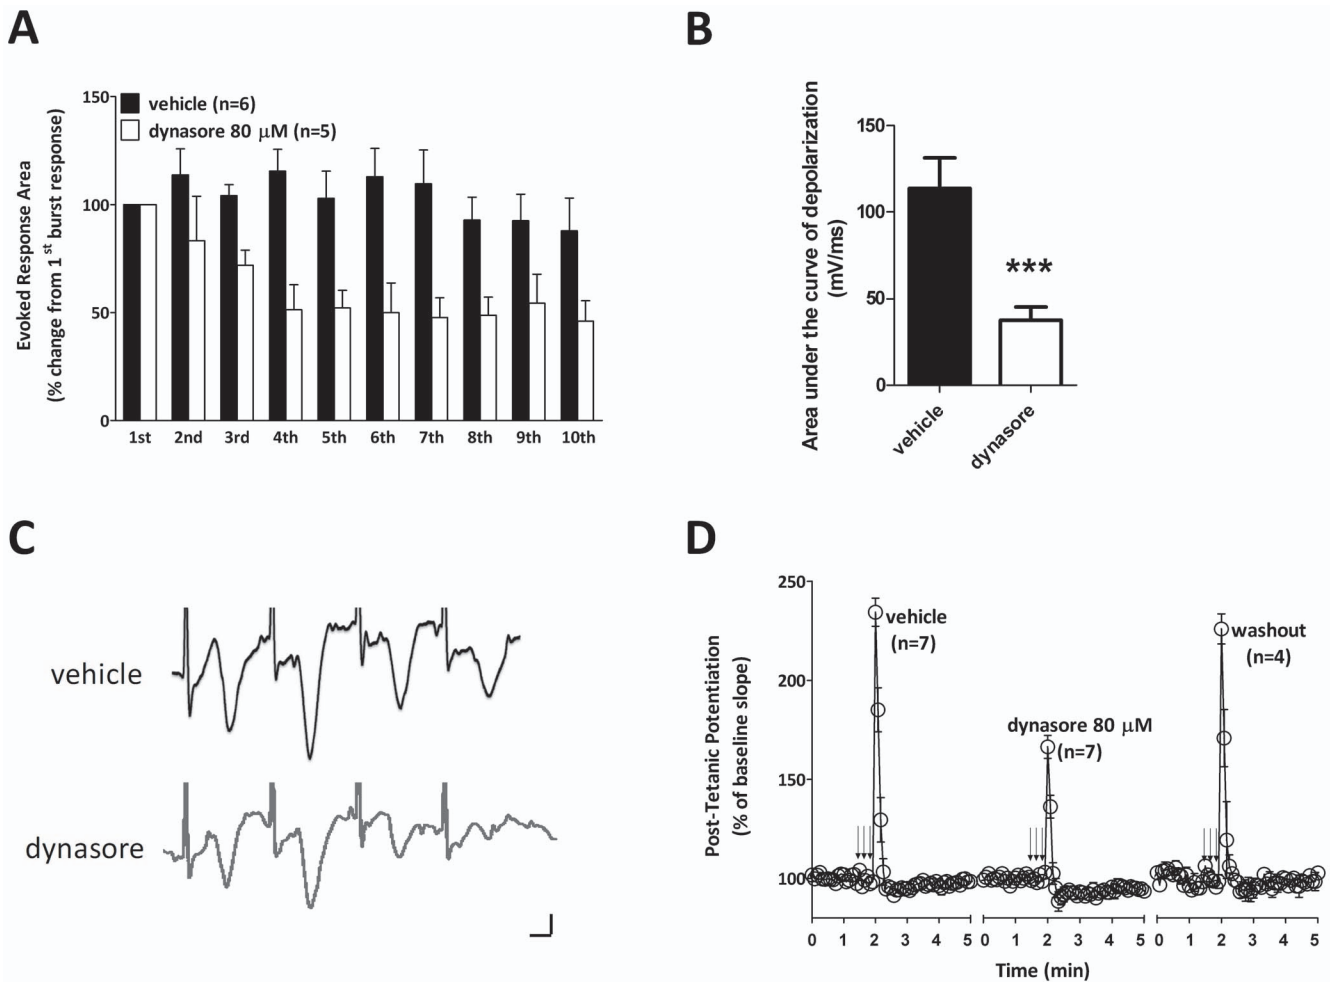 A
150
vehicle (n=6)
dynasore 80 μM (n=5)
100
50
0
Evoked Response Area
(% change from 1 st burst response)
1st 2nd 3rd 4th 5th 6th 7th 8th 9th 10th
B
150
100
50
0
Area under the curve of depolarization
(mV/ms)
***
vehicle
dynasore
C
vehicle
dynasore
D
250
200
150
100
Post-Tetanic Potentiation
(% of baseline slope)
vehicle
(n=7)
dynasore 80 μM
(n=7)
washout
(n=4)
0 1 2 3 4 5 0 1 2 3 4 5 0 1 2 3 4 5
Time (min)